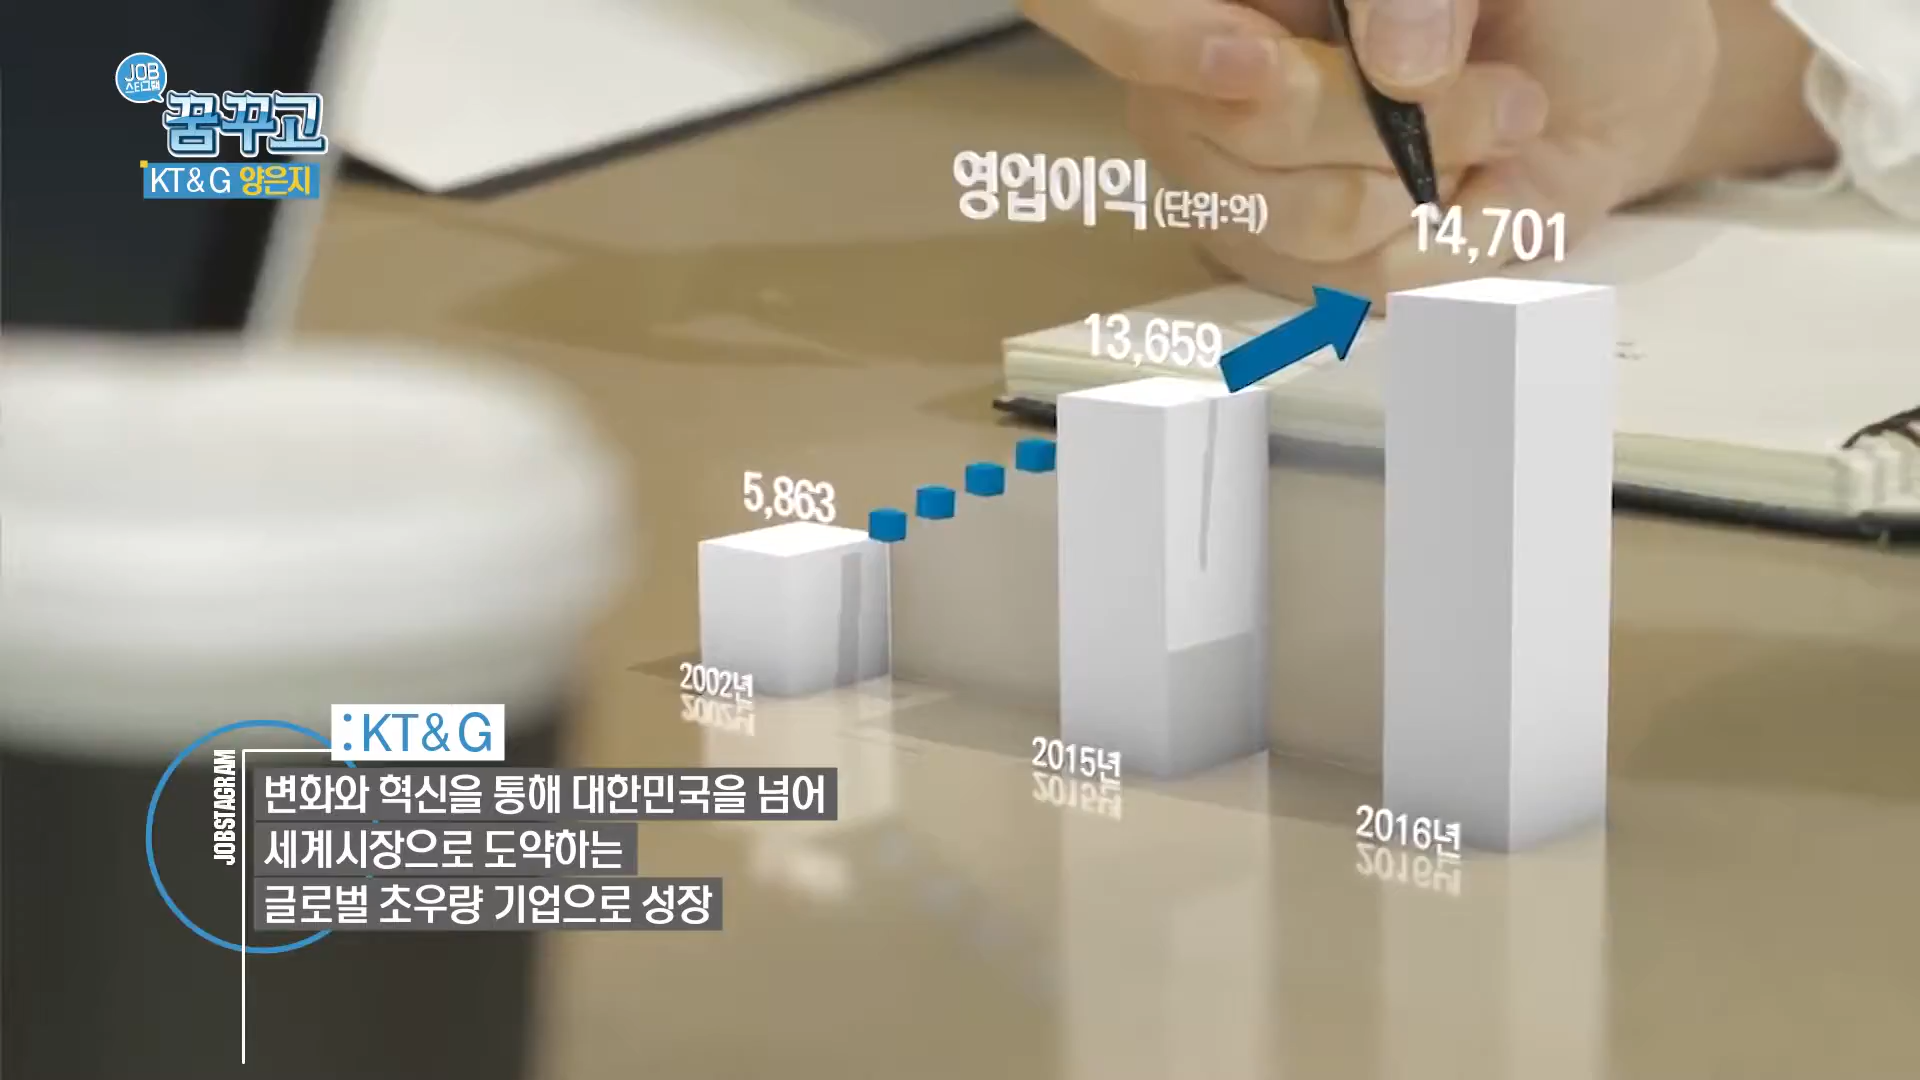 JOB
스타그램
꿈꾸고
KT&G 양은지
영업이익 (단위:억)
14,701
13,659
5,863
2002년
2015년
2016년
JOBSTAGRAM
:KT&G
변화와 혁신을 통해 대한민국을 넘어
세계시장으로 도약하는
글로벌 초우량 기업으로 성장